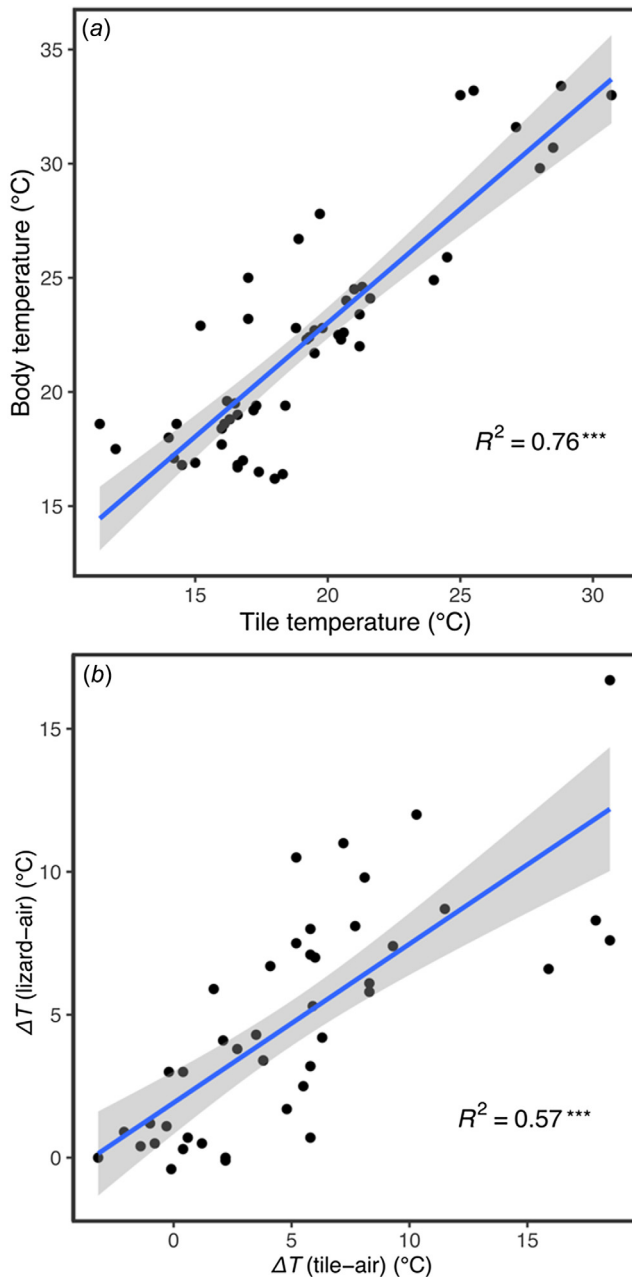 (a)
35
30
25
20
15
Body temperature (°C)
R² = 0.76***
15 20 25 30
Tile temperature (°C)
(b)
15
10
5
0
ΔT (lizard–air) (°C)
R² = 0.57***
0 5 10 15
ΔT (tile–air) (°C)